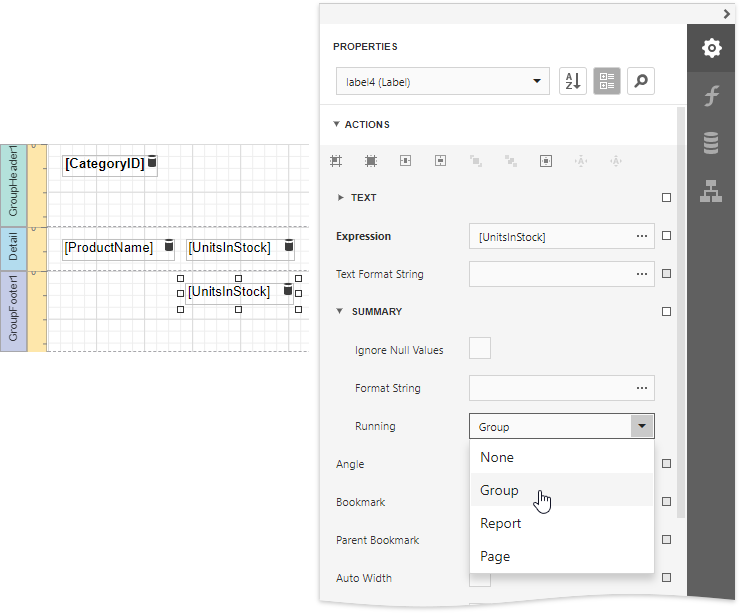 GroupHeader1
[CategoryID]
Detail
[ProductName]
[UnitsInStock]
GroupFooter1
[UnitsInStock]
PROPERTIES
label4 (Label)
A
Z
ACTIONS
TEXT
Expression
[UnitsInStock]
...
Text Format String
...
SUMMARY
Ignore Null Values
Format String
...
Running
Group
None
Group
Report
Page
Angle
Bookmark
Parent Bookmark
Auto Width